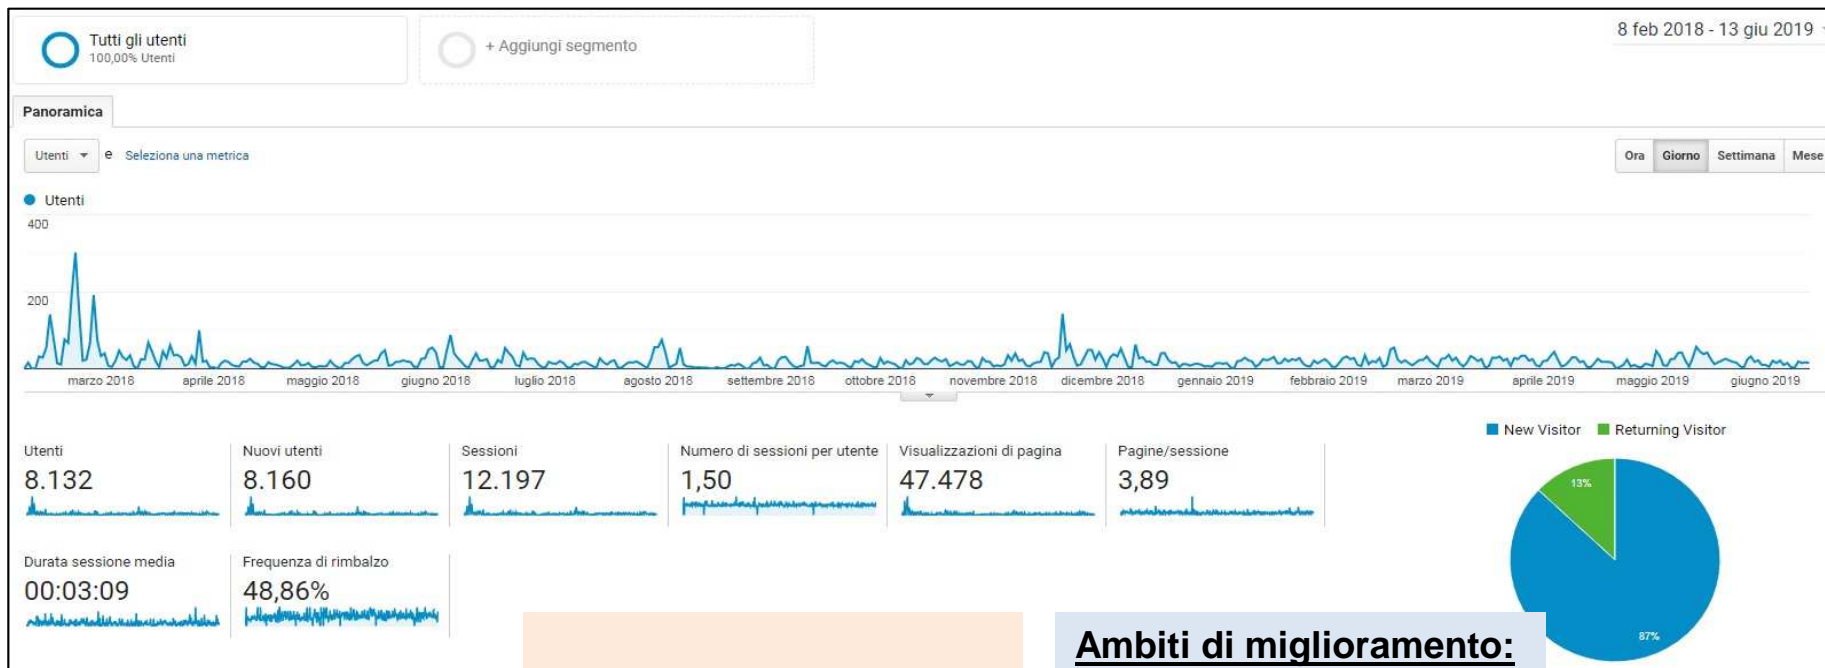 Tutti gli utenti
100,00% Utenti
+ Aggiungi segmento
8 feb 2018 - 13 giu 2019
Panoramica
Utenti e Seleziona una metrica
Ora Giorno Settimana Mese
Utenti
400
200
marzo 2018 aprile 2018 maggio 2018 giugno 2018 luglio 2018 agosto 2018 settembre 2018 ottobre 2018 novembre 2018 dicembre 2018 gennaio 2019 febbraio 2019 marzo 2019 aprile 2019 maggio 2019 giugno 2019
New Visitor Returning Visitor
Utenti
8.132
Nuovi utenti
8.160
Sessioni
12.197
Numero di sessioni per utente
1,50
Visualizzazioni di pagina
47.478
Pagine/sessione
3,89
13%
87%
Durata sessione media
00:03:09
Frequenza di rimbalzo
48,86%
Ambiti di miglioramento: